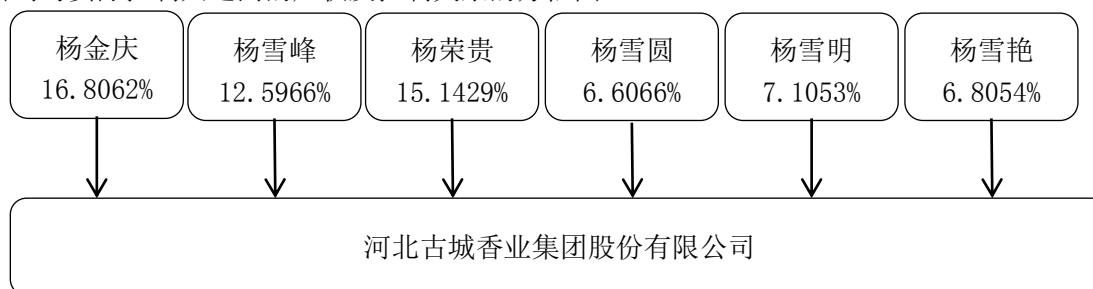 杨金庆 杨雪峰 杨荣贵 杨雪圆 杨雪明 杨雪艳
16.8062% 12.5966% 15.1429% 6.6066% 7.1053% 6.8054%
河北古城香业集团股份有限公司